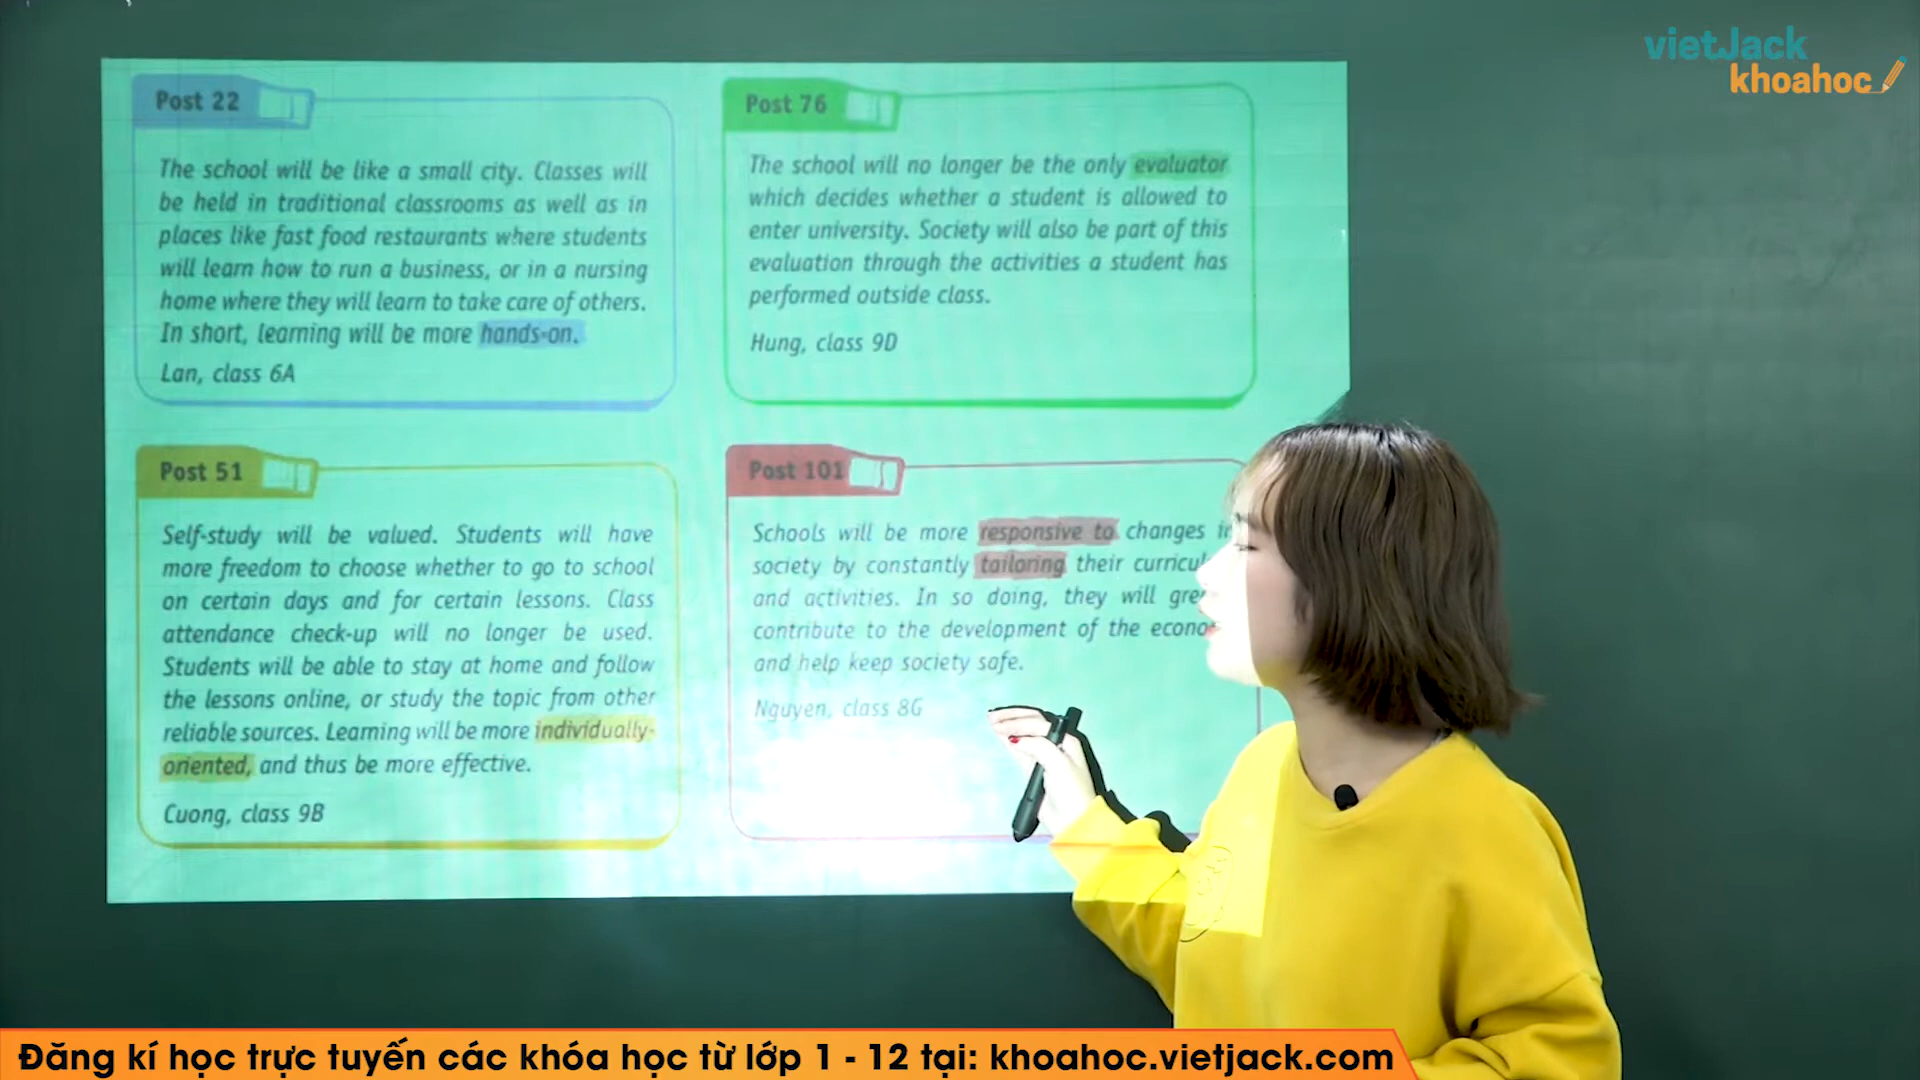 vietJack
khoahoc
Post 22
The school will be like a small city. Classes will
be held in traditional classrooms as well as in
places like fast food restaurants where students
will learn how to run a business, or in a nursing
home where they will learn to take care of others.
In short, learning will be more hands-on.
Lan, class 6A
Post 76
The school will no longer be the only evaluator
which decides whether a student is allowed to
enter university. Society will also be part of this
evaluation through the activities a student has
performed outside class.
Hung, class 9D
Post 51
Self-study will be valued. Students will have
more freedom to choose whether to go to school
on certain days and for certain lessons. Class
attendance check-up will no longer be used.
Students will be able to stay at home and follow
the lessons online, or study the topic from other
reliable sources. Learning will be more individually-
oriented, and thus be more effective.
Cuong, class 9B
Post 101
Schools will be more responsive to changes
society by constantly tailoring their
and activities. In so doing, they will
contribute to the development of the
and help keep society safe.
Nguyen, class 8G
Đăng kí học trực tuyến các khóa học từ lớp 1 - 12 tại: khoahoc.vietjack.com